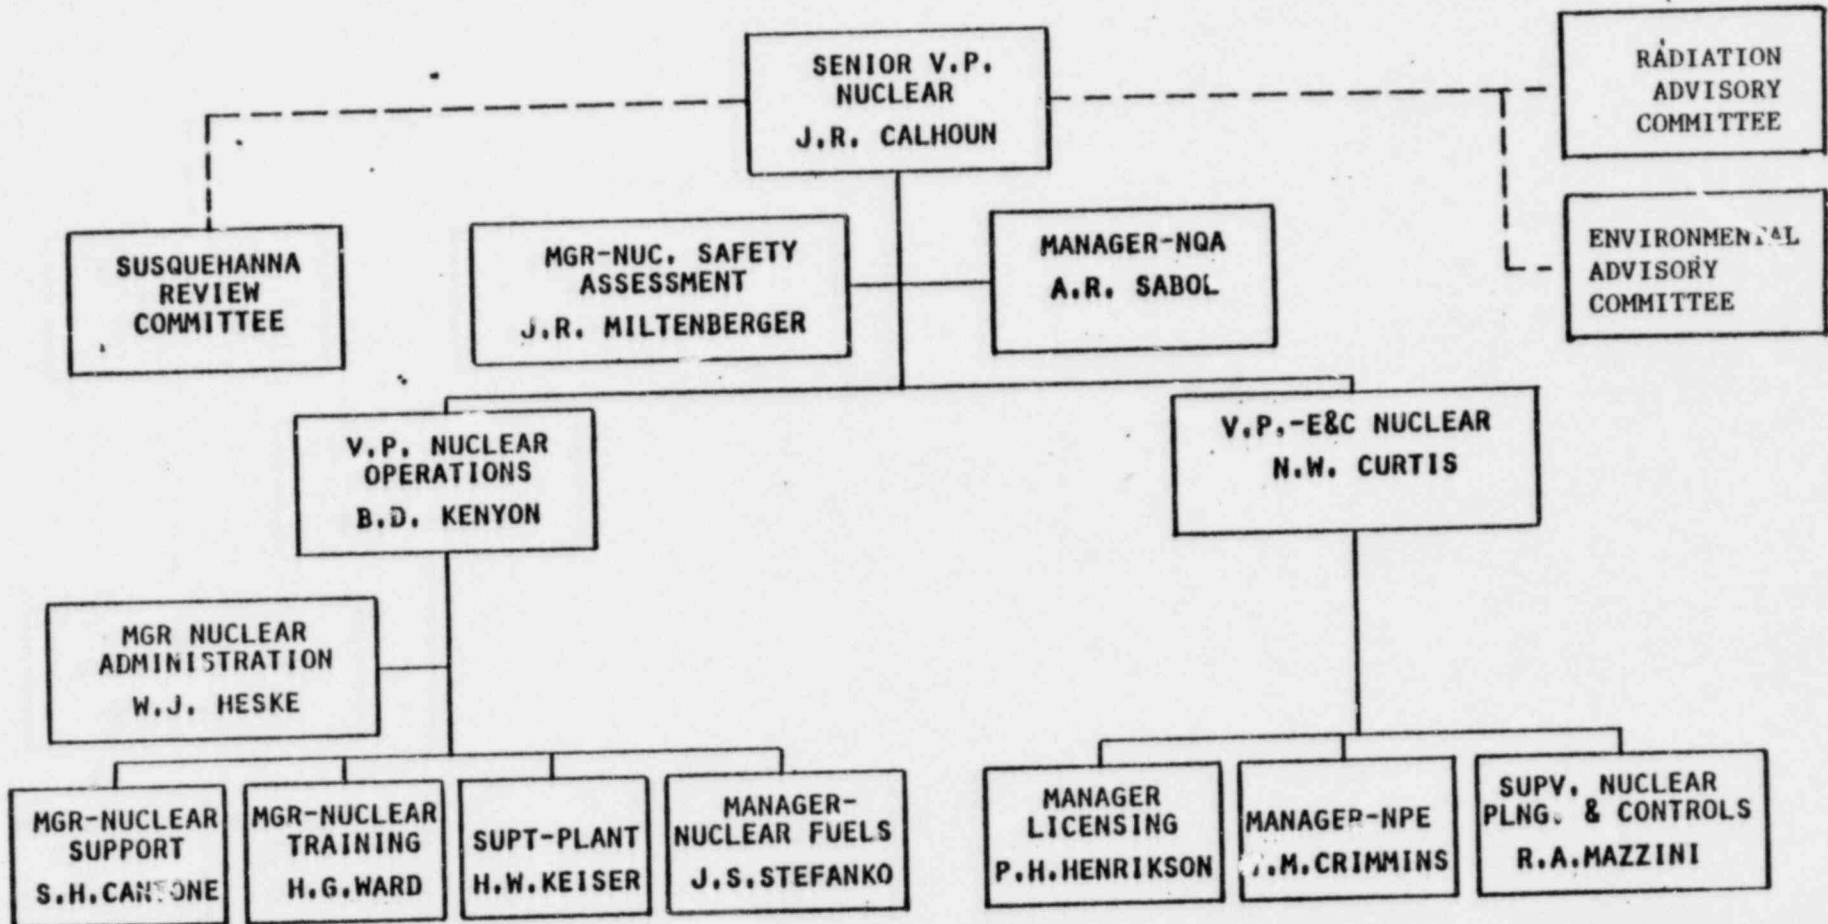 SENIOR V.P.
NUCLEAR
J.R. CALHOUN
RADIATION
ADVISORY
COMMITTEE
SUSQUEHANNA
REVIEW
COMMITTEE
MGR-NUC. SAFETY
ASSESSMENT
J.R. MILTENBERGER
MANAGER-NQA
A.R. SABOL
ENVIRONMENTAL
ADVISORY
COMMITTEE
V.P. NUCLEAR
OPERATIONS
B.D. KENYON
V.P.-E&C NUCLEAR
N.W. CURTIS
MGR NUCLEAR
ADMINISTRATION
W.J. HESKE
MGR-NUCLEAR
SUPPORT
S.H.CANTONE
MGR-NUCLEAR
TRAINING
H.G.WARD
SUPT-PLANT
H.W.KEISER
MANAGER-
NUCLEAR FUELS
J.S.STEFANKO
MANAGER
LICENSING
P.H.HENRIKSON
MANAGER-NPE
.M.CRIMMINS
SUPV. NUCLEAR
PLNG. & CONTROLS
R.A.MAZZINI